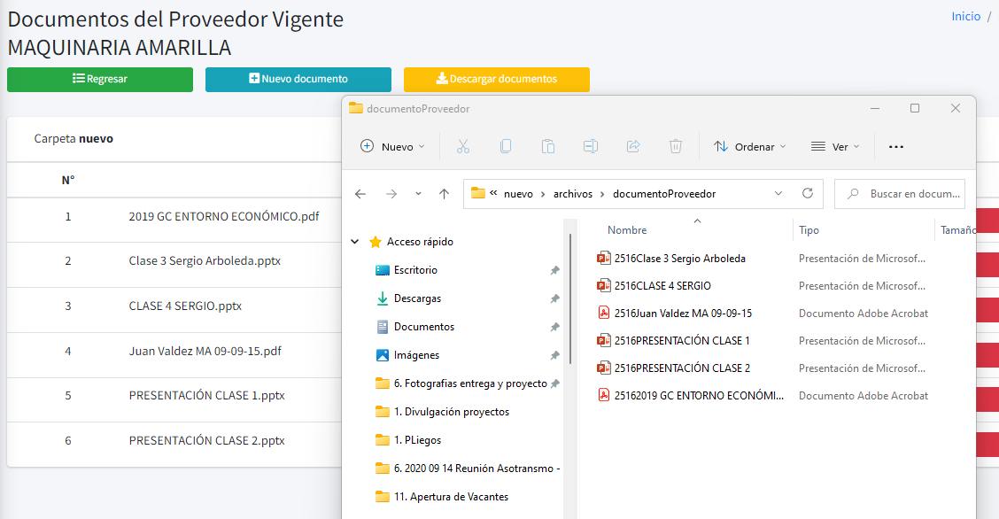 Documentos del Proveedor Vigente
MAQUINARIA AMARILLA
Inicio /
Regresar
Nuevo documento
Descargar documentos
Carpeta nuevo
N°
1 2019 GC ENTORNO ECONÓMICO.pdf
2 Clase 3 Sergio Arboleda.pptx
3 CLASE 4 SERGIO.pptx
4 Juan Valdez MA 09-09-15.pdf
5 PRESENTACIÓN CLASE 1.pptx
6 PRESENTACIÓN CLASE 2.pptx
documentoProveedor
Nuevo
Ordenar
Ver
« nuevo › archivos › documentoProveedor
Buscar en docum...
Acceso rápido
Escritorio
Descargas
Documentos
Imágenes
6. Fotografias entrega y proyecto
1. Divulgación proyectos
1. PLiegos
6. 2020 09 14 Reunión Asotransmo -
11. Apertura de Vacantes
Nombre Tipo Tamaño
2516Clase 3 Sergio Arboleda Presentación de Microsof...
2516CLASE 4 SERGIO Presentación de Microsof...
2516Juan Valdez MA 09-09-15 Documento Adobe Acrobat
2516PRESENTACIÓN CLASE 1 Presentación de Microsof...
2516PRESENTACIÓN CLASE 2 Presentación de Microsof...
25162019 GC ENTORNO ECONÓMI... Documento Adobe Acrobat